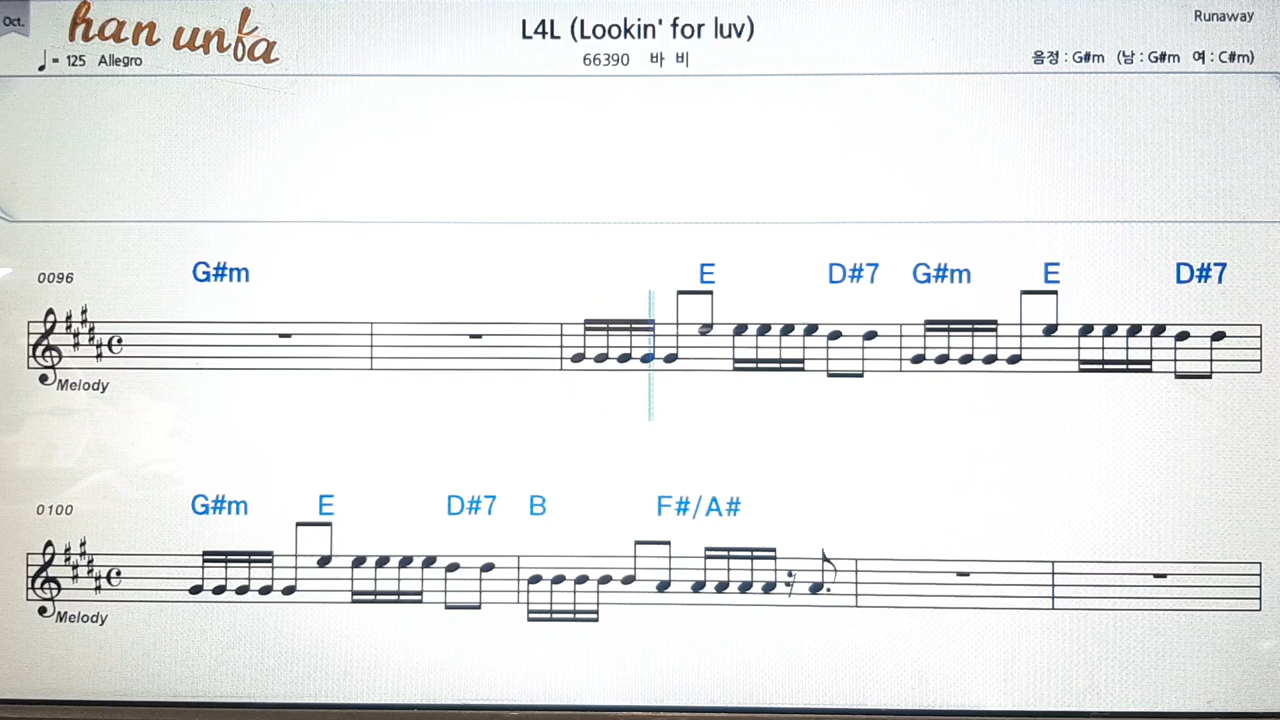 Oct.
han unfa
L4L (Lookin' for luv)
Runaway
♩= 125 Allegro
66390 바 비
음정 : G#m (남 : G#m 여 : C#m)
0096
G#m E D#7 G#m E D#7
Melody
0100
G#m E D#7 B F#/A#
Melody